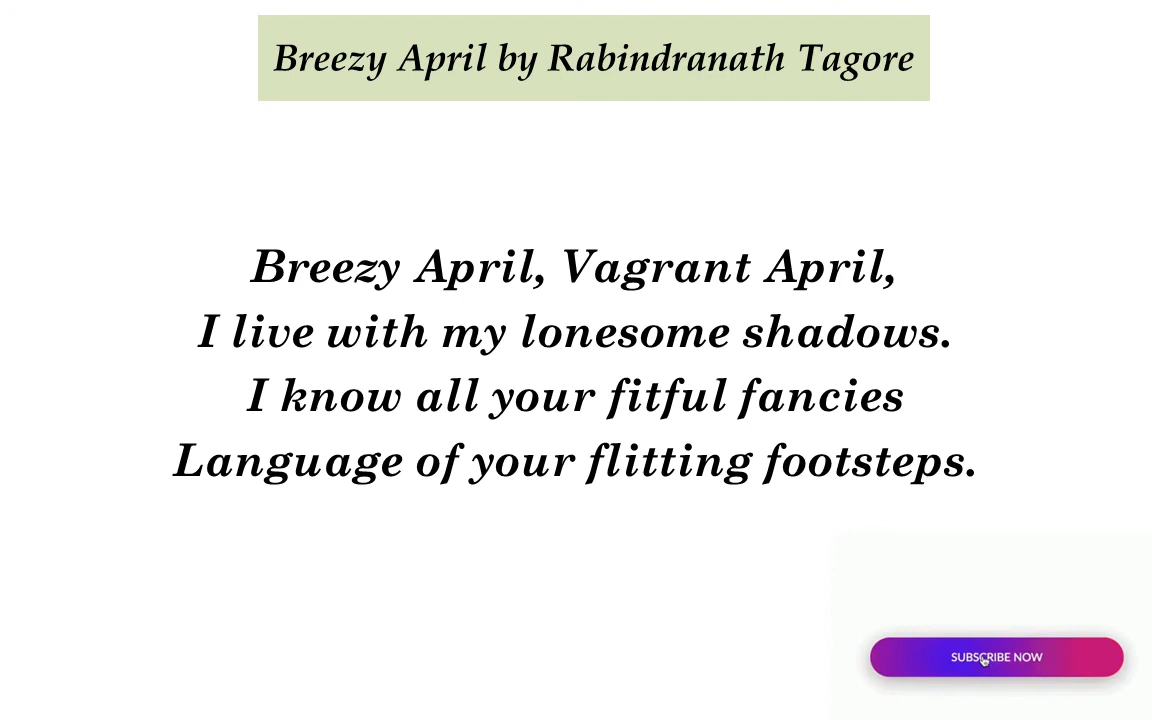 Breezy April by Rabindranath Tagore
Breezy April, Vagrant April,
I live with my lonesome shadows.
I know all your fitful fancies
Language of your flitting footsteps.
SUBSCRIBE NOW